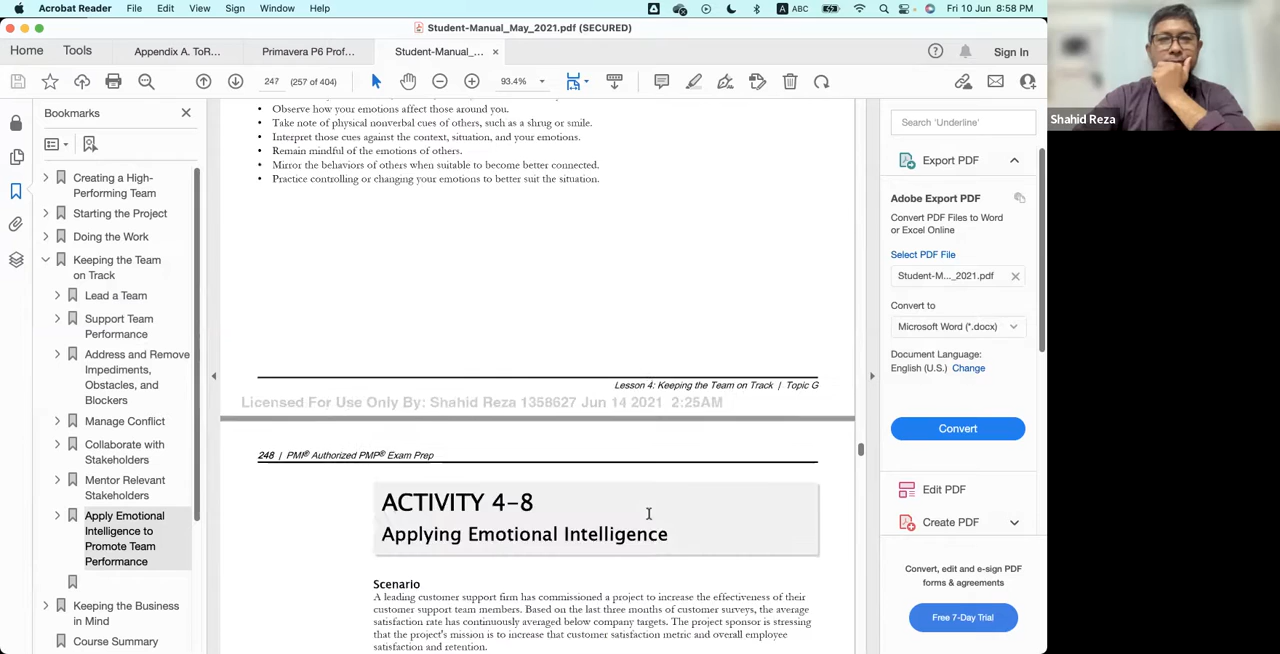 Acrobat Reader File Edit View Sign Window Help
A ABC Fri 10 Jun 8:58 PM
Student-Manual_May_2021.pdf (SECURED)
Home Tools Appendix A. ToR... Primavera P6 Prof... Student-Manual_... × Sign In
247 (257 of 404) 93.4%
Bookmarks
Creating a High-
Performing Team
Starting the Project
Doing the Work
Keeping the Team
on Track
Lead a Team
Support Team
Performance
Address and Remove
Impediments,
Obstacles, and
Blockers
Manage Conflict
Collaborate with
Stakeholders
Mentor Relevant
Stakeholders
Apply Emotional
Intelligence to
Promote Team
Performance
Keeping the Business
in Mind
Course Summary
• Observe how your emotions affect those around you.
• Take note of physical nonverbal cues of others, such as a shrug or smile.
• Interpret those cues against the context, situation, and your emotions.
• Remain mindful of the emotions of others.
• Mirror the behaviors of others when suitable to become better connected.
• Practice controlling or changing your emotions to better suit the situation.
Lesson 4: Keeping the Team on Track | Topic G
Licensed For Use Only By: Shahid Reza 1358627 Jun 14 2021 2:25AM
248 | PMI® Authorized PMP® Exam Prep
ACTIVITY 4–8
Applying Emotional Intelligence
Scenario
A leading customer support firm has commissioned a project to increase the effectiveness of their
customer support team members. Based on the last three months of customer surveys, the average
satisfaction rate has continuously averaged below company targets. The project sponsor is stressing
that the project's mission is to increase that customer satisfaction metric and overall employee
satisfaction and retention.
Search 'Underline'
Export PDF
Adobe Export PDF
Convert PDF Files to Word
or Excel Online
Select PDF File
Student-M..._2021.pdf
Convert to
Microsoft Word (*.docx)
Document Language:
English (U.S.) Change
Convert
Edit PDF
Create PDF
Convert, edit and e-sign PDF
forms & agreements
Free 7-Day Trial
Shahid Reza